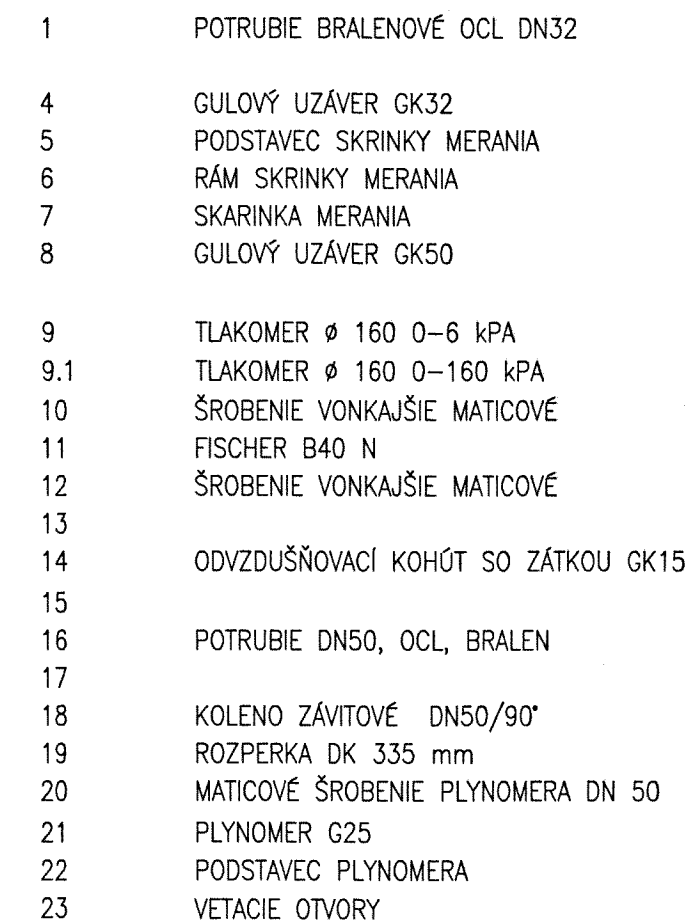 1 POTRUBIE BRALENOVÉ OCL DN32
4 GULOVÝ UZÁVER GK32
5 PODSTAVEC SKRINKY MERANIA
6 RÁM SKRINKY MERANIA
7 SKARINKA MERANIA
8 GULOVÝ UZÁVER GK50
9 TLAKOMER ø 160 0–6 kPA
9.1 TLAKOMER ø 160 0–160 kPA
10 ŠROBENIE VONKAJŠIE MATICOVÉ
11 FISCHER B40 N
12 ŠROBENIE VONKAJŠIE MATICOVÉ
13
14 ODVZDUŠŇOVACÍ KOHÚT SO ZÁTKOU GK15
15
16 POTRUBIE DN50, OCL, BRALEN
17
18 KOLENO ZÁVITOVÉ DN50/90°
19 ROZPERKA DK 335 mm
20 MATICOVÉ ŠROBENIE PLYNOMERA DN 50
21 PLYNOMER G25
22 PODSTAVEC PLYNOMERA
23 VETACIE OTVORY